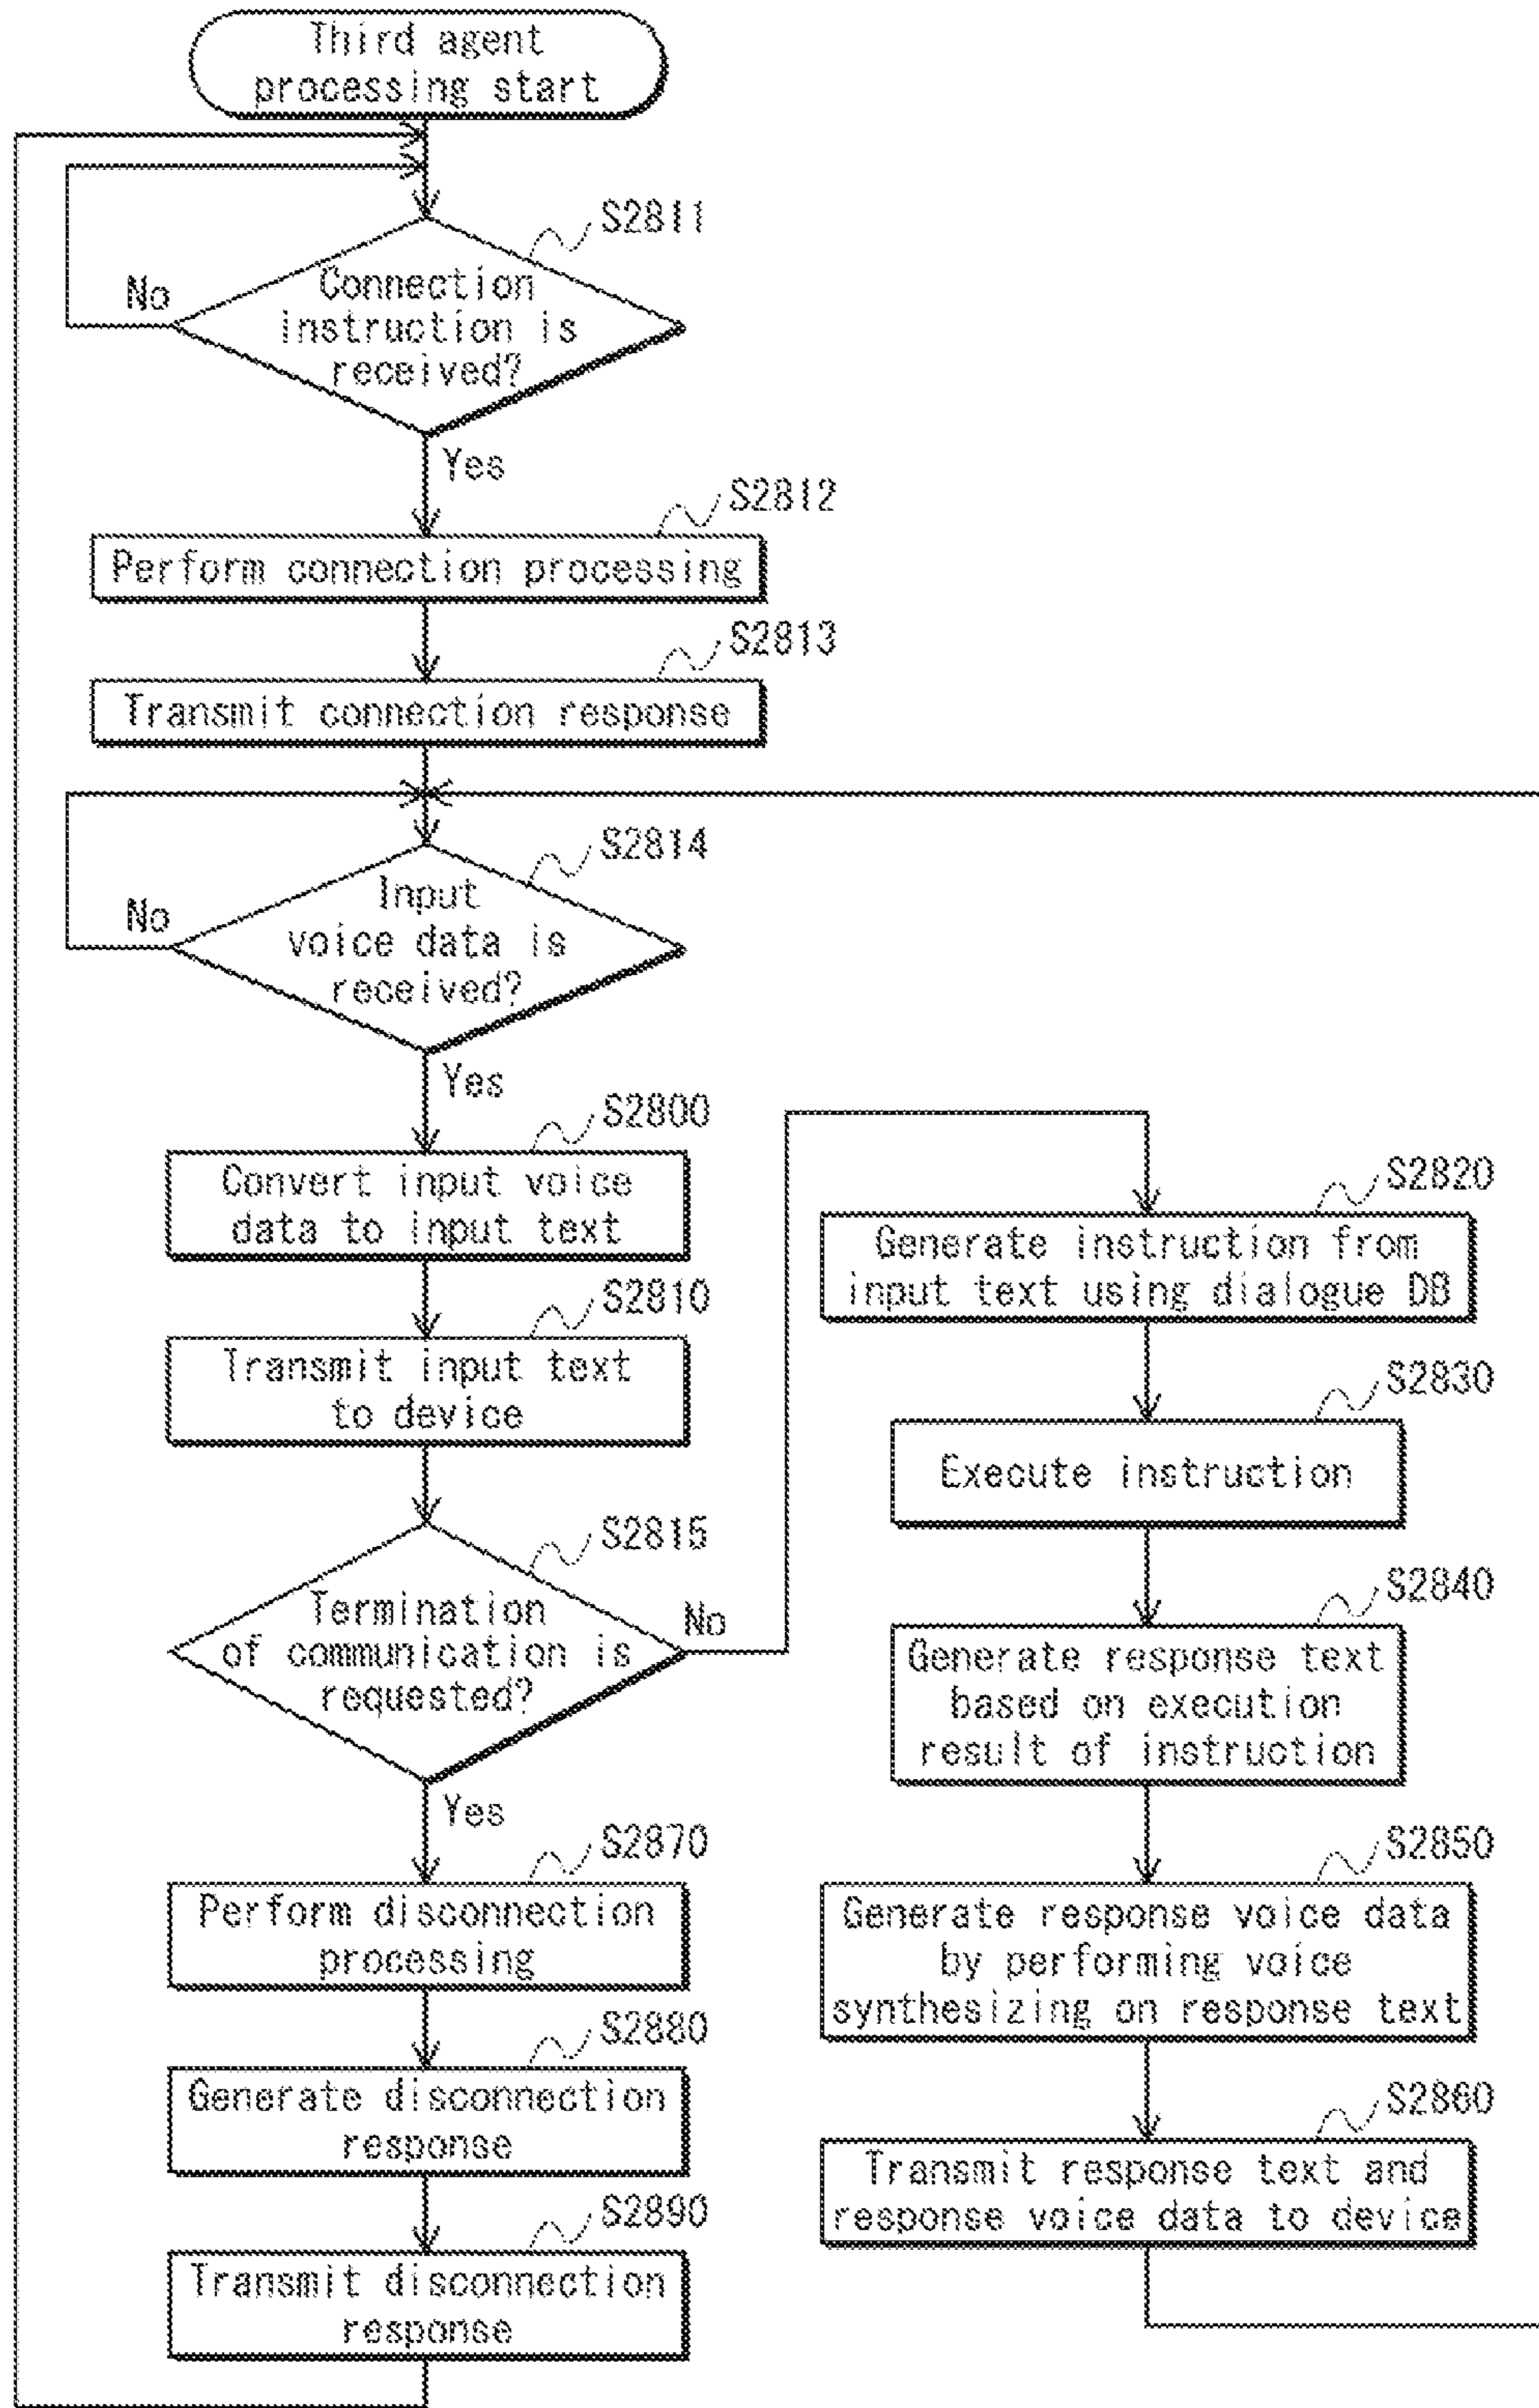 Third agent
processing start
S2811
Connection
instruction is
received?
No
Yes
S2812
Perform connection processing
S2813
Transmit connection response
S2814
Input
voice data is
received?
No
Yes
S2800
Convert input voice
data to input text
S2810
Transmit input text
to device
S2815
Termination
of communication is
requested?
No
Yes
S2870
Perform disconnection
processing
S2880
Generate disconnection
response
S2890
Transmit disconnection
response
S2820
Generate instruction from
input text using dialogue DB
S2830
Execute instruction
S2840
Generate response text
based on execution
result of instruction
S2850
Generate response voice data
by performing voice
synthesizing on response text
S2860
Transmit response text and
response voice data to device